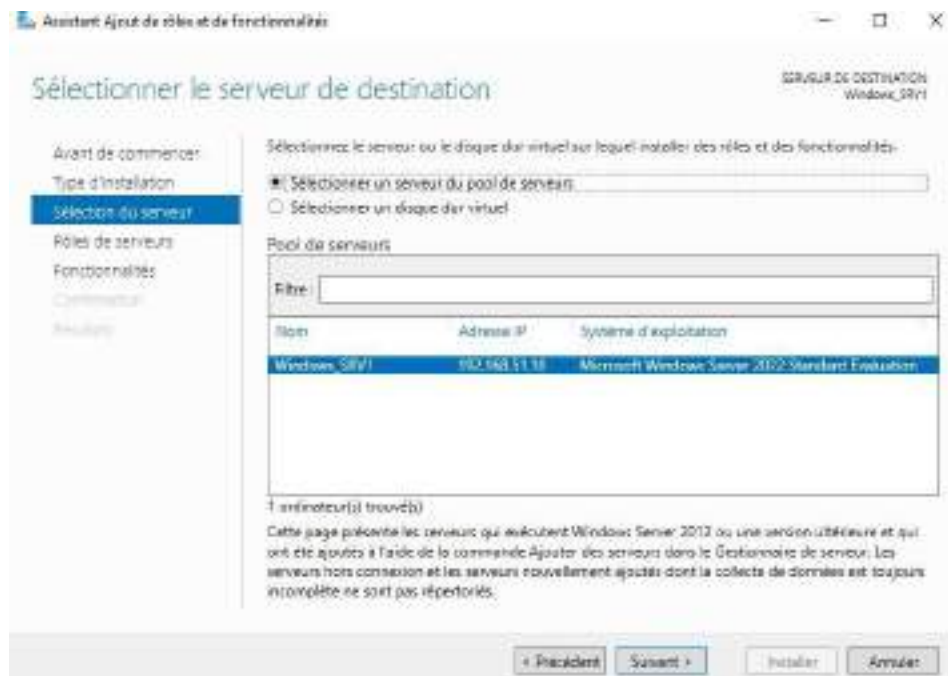 Assistant Ajout de rôles et de fonctionnalités
Sélectionner le serveur de destination
SERVEUR DE DESTINATION
Windows_SRV1
Avant de commencer
Type d'installation
Sélection du serveur
Rôles de serveurs
Fonctionnalités
Confirmation
Résultats
Sélectionnez le serveur ou le disque dur virtuel sur lequel installer des rôles et des fonctionnalités.
Sélectionner un serveur du pool de serveurs
Sélectionner un disque dur virtuel
Pool de serveurs
Filtre :
Nom Adresse IP Système d'exploitation
Windows_SRV1 Microsoft Windows Server 2022 Standard Evaluation
1 ordinateur(s) trouvé(s)
Cette page présente les serveurs qui exécutent Windows Server 2012 ou une version ultérieure et qui
ont été ajoutés à l'aide de la commande Ajouter des serveurs dans le Gestionnaire de serveur. Les
serveurs hors connexion et les serveurs nouvellement ajoutés dont la collecte de données est toujours
incomplète ne sont pas répertoriés.
< Précédent Suivant > Installer Annuler